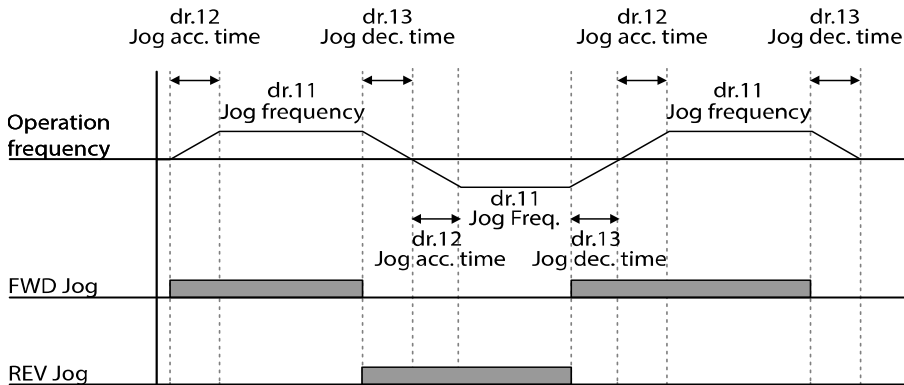 dr.12
Jog acc. time
dr.13
Jog dec. time
dr.12
Jog acc. time
dr.13
Jog dec. time
dr.11
Jog frequency
dr.11
Jog frequency
Operation
frequency
dr.11
Jog Freq.
dr.12
Jog acc. time
dr.13
Jog dec. time
FWD Jog
REV Jog